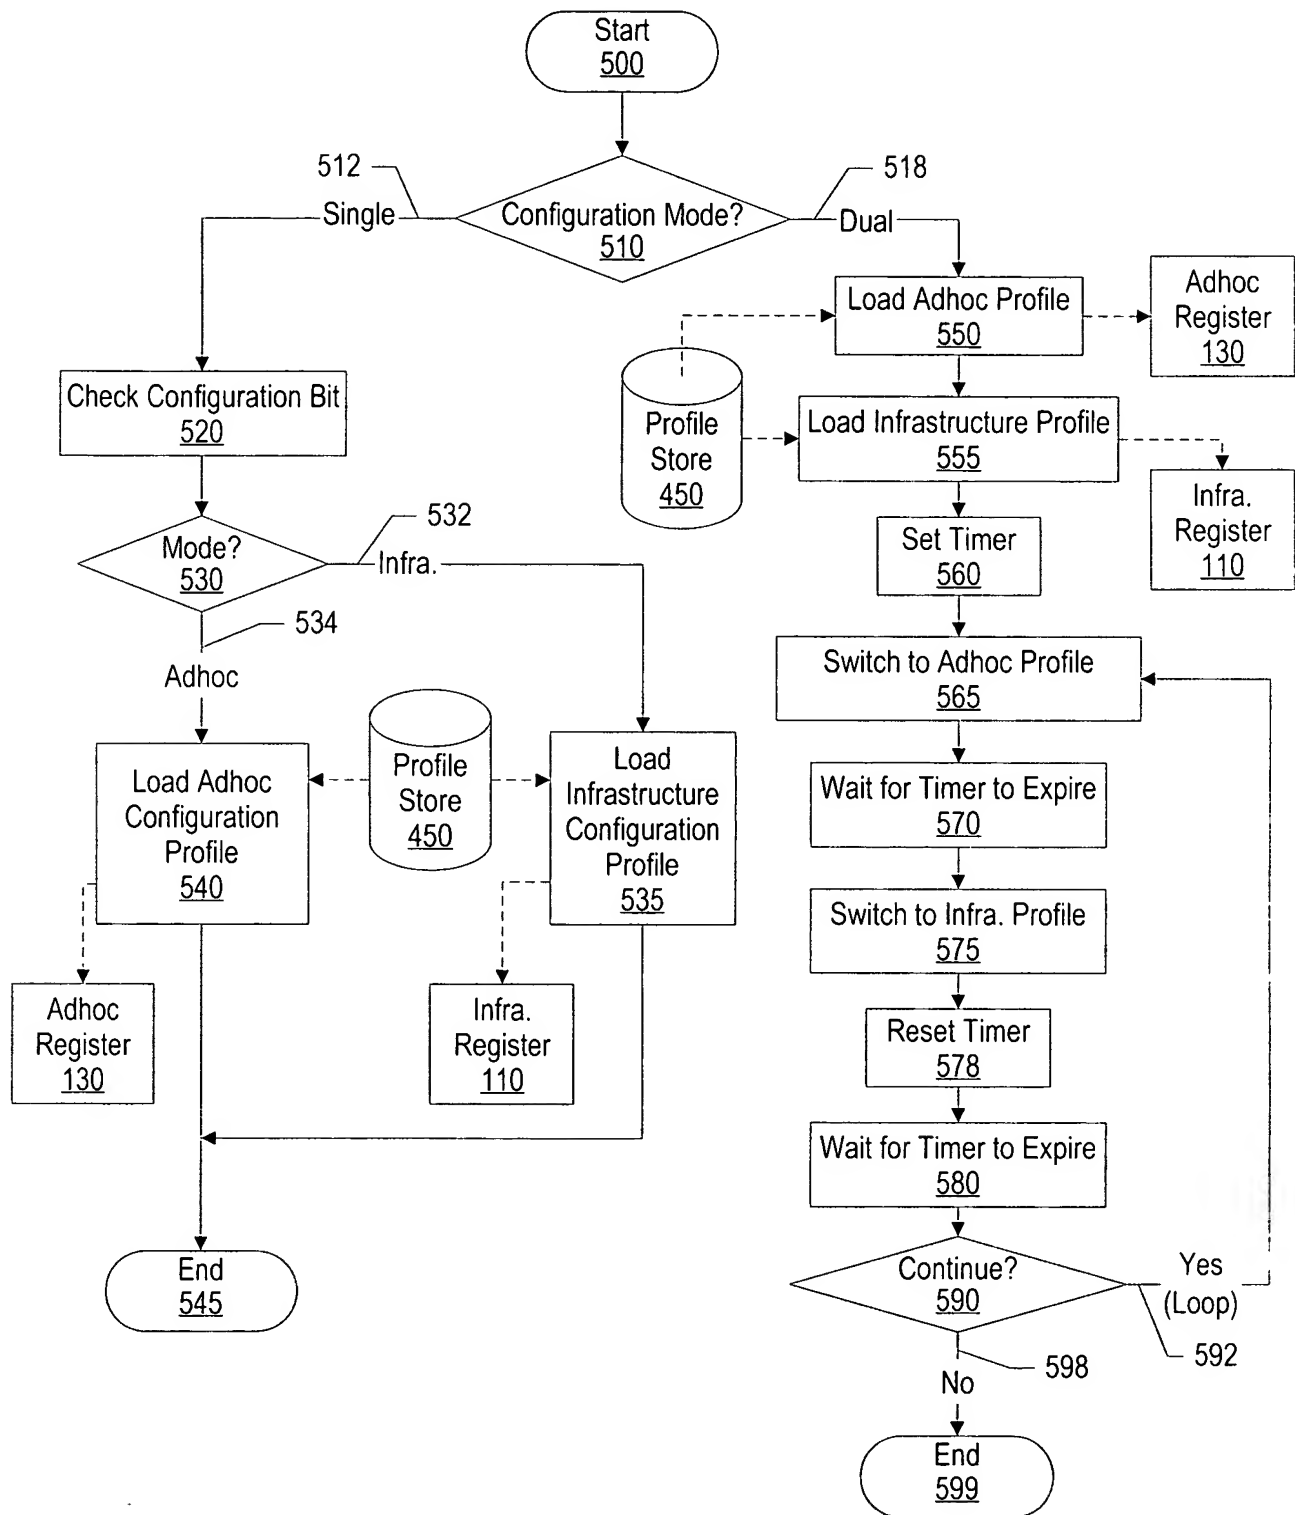 Start
500
512
518
Single
Configuration Mode?
510
Dual
Load Adhoc Profile
550
Adhoc
Register
130
Check Configuration Bit
520
Profile
Store
450
Load Infrastructure Profile
555
Infra.
Register
110
Set Timer
560
Mode?
530
532
Infra.
534
Adhoc
Switch to Adhoc Profile
565
Load Adhoc
Configuration
Profile
540
Profile
Store
450
Load
Infrastructure
Configuration
Profile
535
Wait for Timer to Expire
570
Switch to Infra. Profile
575
Adhoc
Register
130
Infra.
Register
110
Reset Timer
578
Wait for Timer to Expire
580
End
545
Continue?
590
Yes
(Loop)
592
598
No
End
599